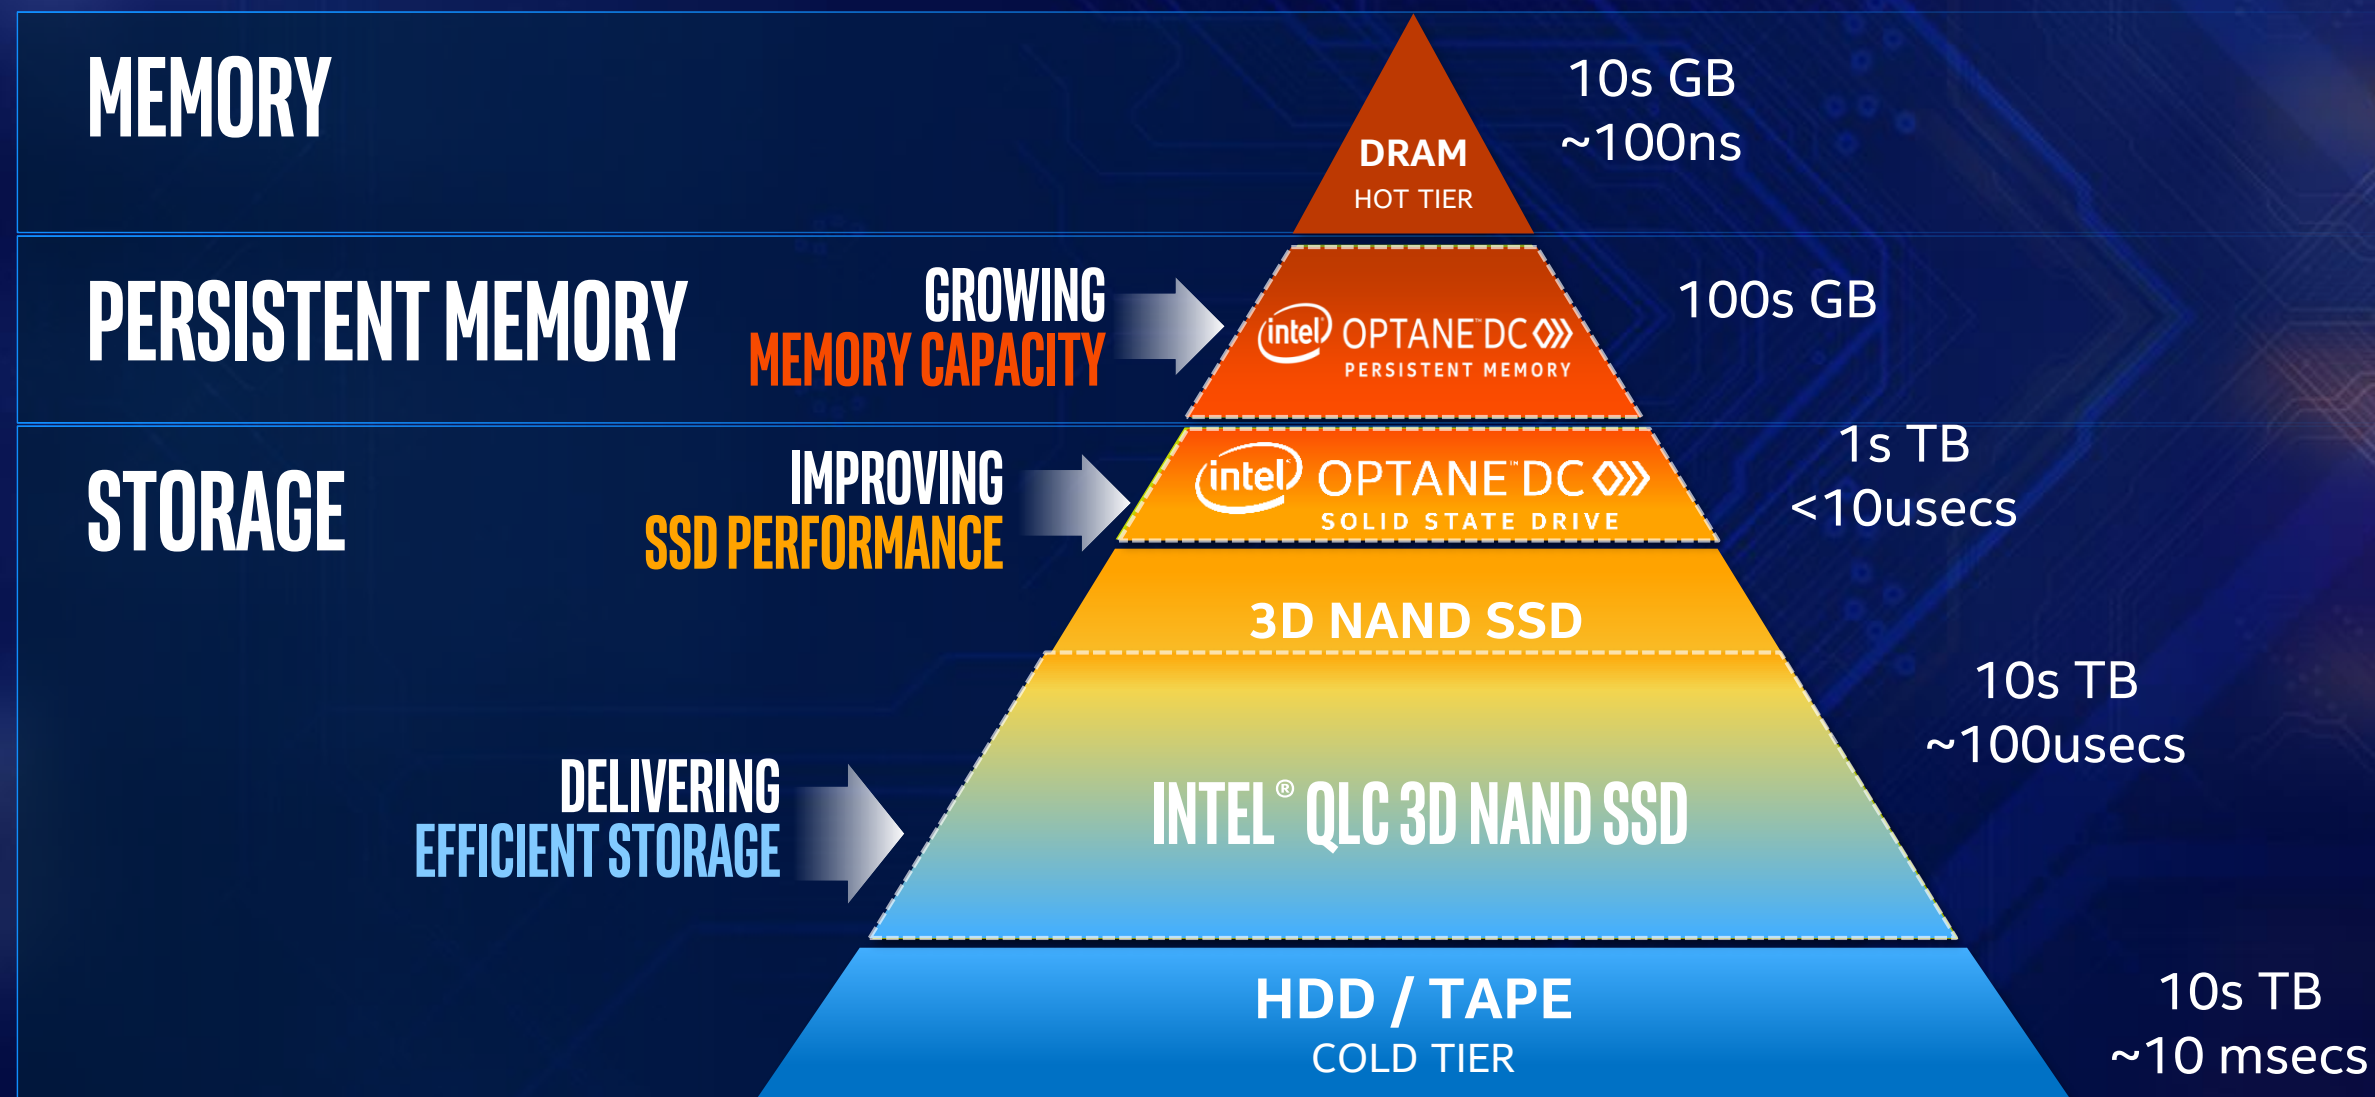 MEMORY
10s GB
~100ns
DRAM
HOT TIER
PERSISTENT MEMORY
GROWING
MEMORY CAPACITY
intel® OPTANE™ DC
PERSISTENT MEMORY
100s GB
STORAGE
IMPROVING
SSD PERFORMANCE
intel® OPTANE™ DC
SOLID STATE DRIVE
1s TB
<10usecs
3D NAND SSD
10s TB
~100usecs
DELIVERING
EFFICIENT STORAGE
INTEL® QLC 3D NAND SSD
HDD / TAPE
COLD TIER
10s TB
~10 msecs